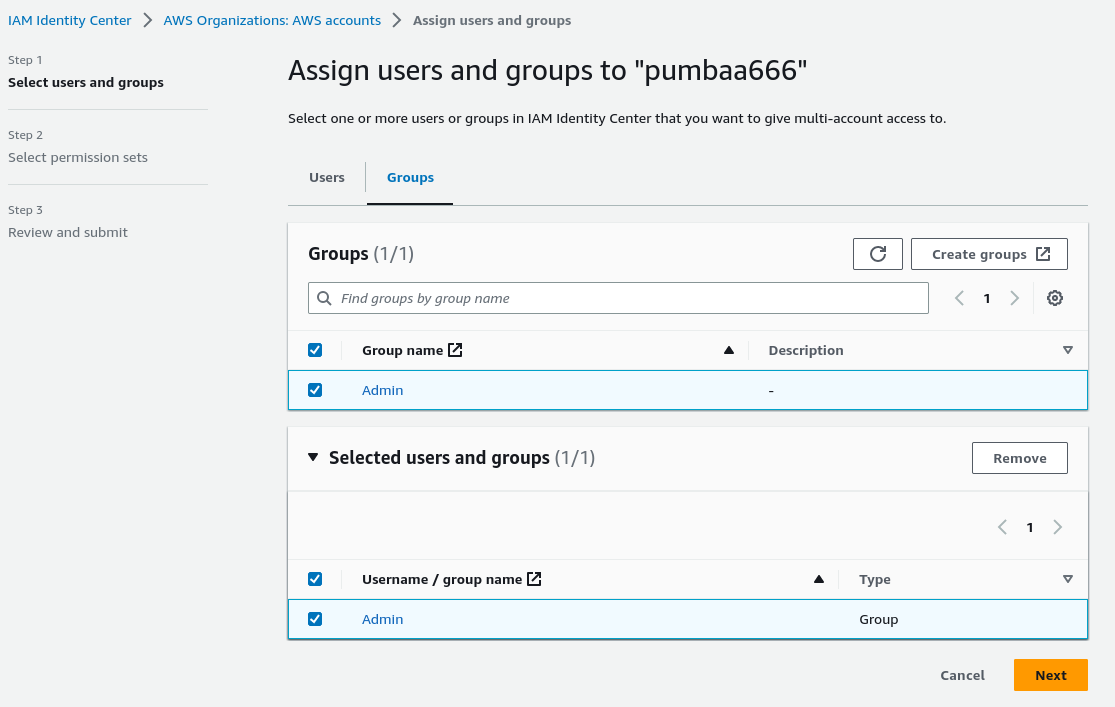 IAM Identity Center > AWS Organizations: AWS accounts > Assign users and groups
Step 1
Select users and groups
Step 2
Select permission sets
Step 3
Review and submit
Assign users and groups to "pumbaa666"
Select one or more users or groups in IAM Identity Center that you want to give multi-account access to.
Users Groups
Groups (1/1) Create groups
Find groups by group name 1
Group name Description
Admin -
Selected users and groups (1/1) Remove
1
Username / group name Type
Admin Group
Cancel Next